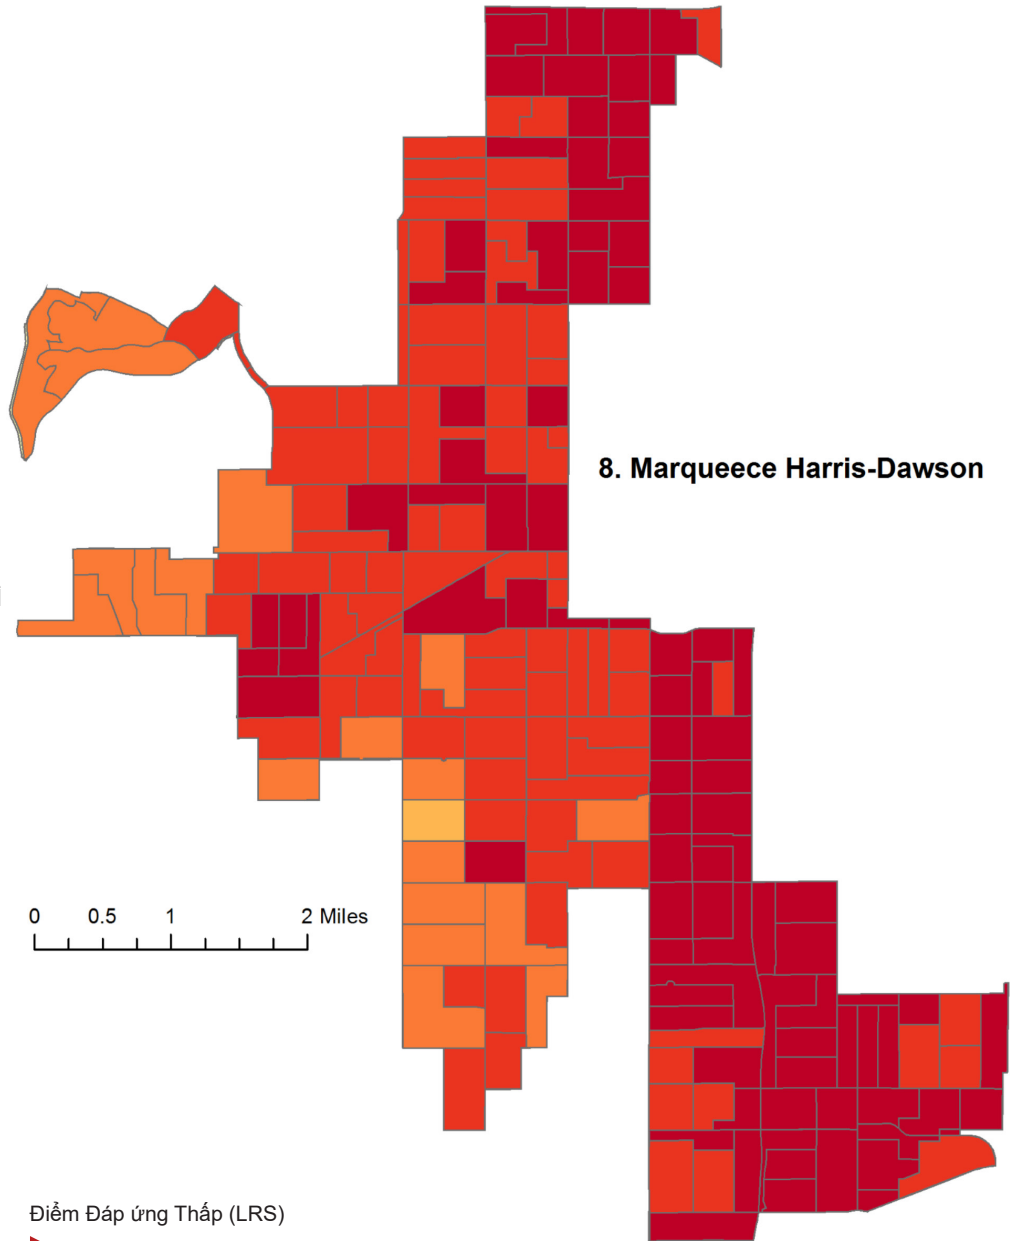 8. Marqueece Harris-Dawson
0 0.5 1 2 Miles
Điểm Đáp ứng Thấp (LRS)